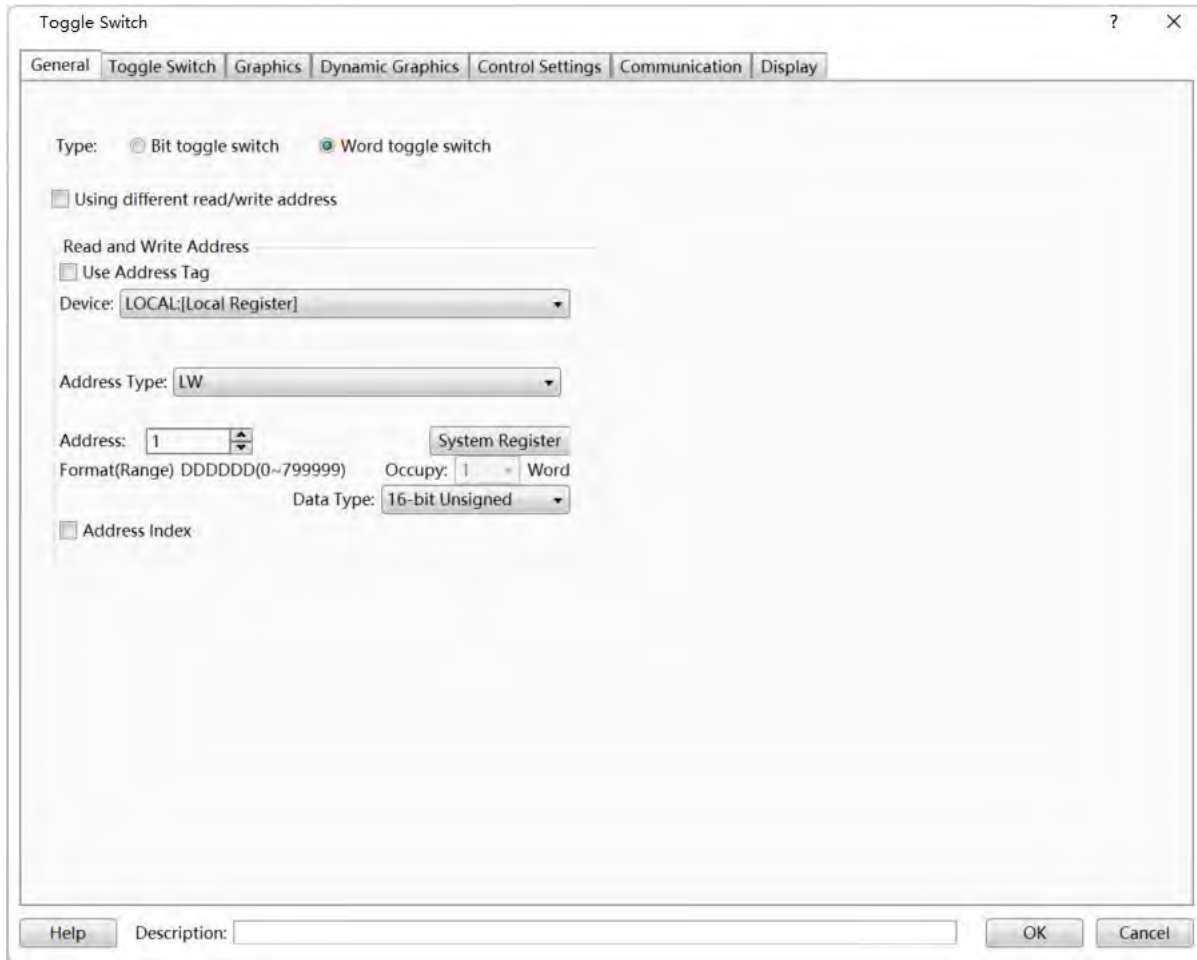 Toggle Switch ? ×
General Toggle Switch Graphics Dynamic Graphics Control Settings Communication Display
Type: Bit toggle switch Word toggle switch
Using different read/write address
Read and Write Address
Use Address Tag
Device: LOCAL:[Local Register]
Address Type: LW
Address: 1 System Register
Format(Range) DDDDDD(0~799999) Occupy: 1 Word
Data Type: 16-bit Unsigned
Address Index
Help Description: OK Cancel